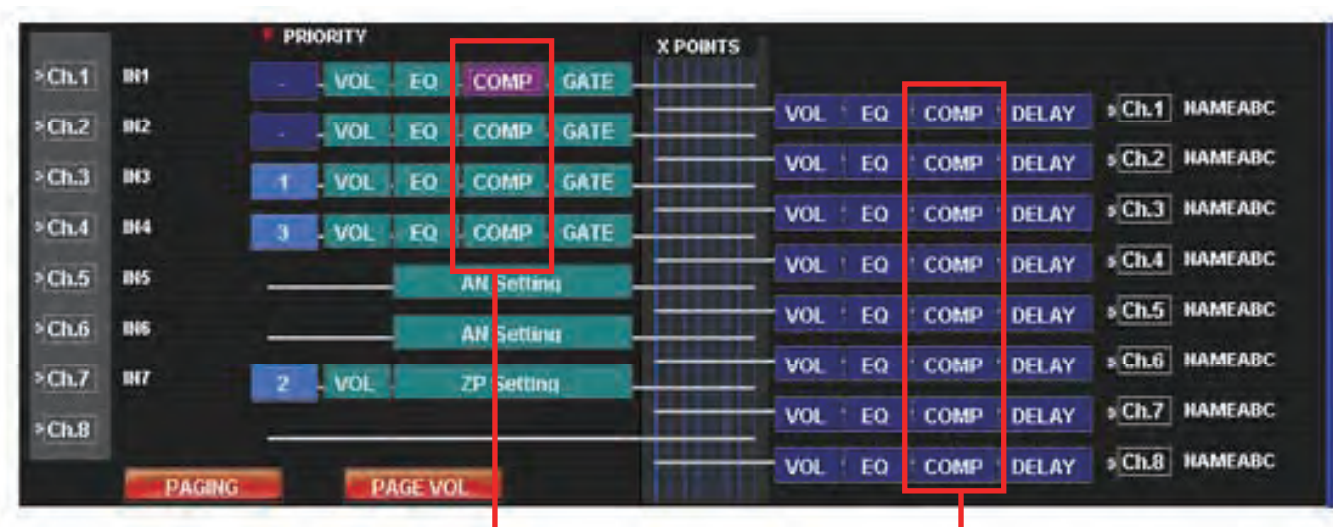 PRIORITY
X POINTS
Ch.1 IN1 - VOL EQ COMP GATE
VOL EQ COMP DELAY Ch.1 NAMEABC
Ch.2 IN2 - VOL EQ COMP GATE
VOL EQ COMP DELAY Ch.2 NAMEABC
Ch.3 IN3 1 VOL EQ COMP GATE
VOL EQ COMP DELAY Ch.3 NAMEABC
Ch.4 IN4 3 VOL EQ COMP GATE
VOL EQ COMP DELAY Ch.4 NAMEABC
Ch.5 IN5 AN Setting
VOL EQ COMP DELAY Ch.5 NAMEABC
Ch.6 IN6 AN Setting
VOL EQ COMP DELAY Ch.6 NAMEABC
Ch.7 IN7 2 VOL ZP Setting
VOL EQ COMP DELAY Ch.7 NAMEABC
Ch.8
VOL EQ COMP DELAY Ch.8 NAMEABC
PAGING PAGE VOL